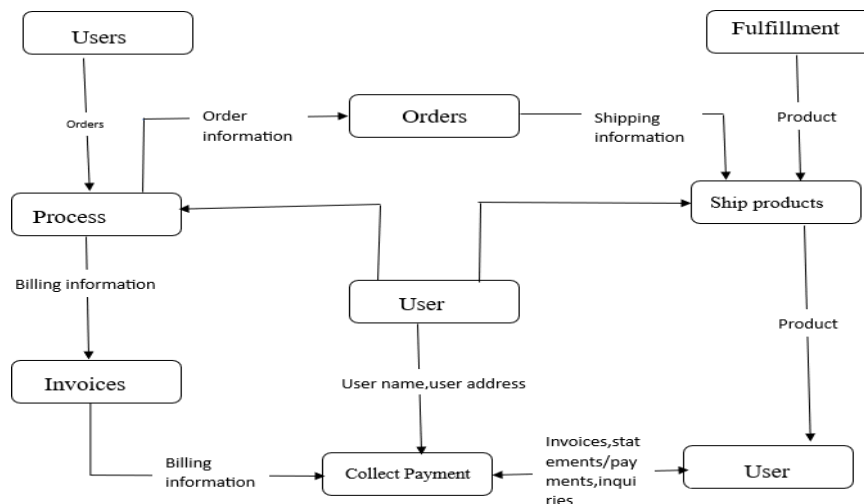 Users
Fulfillment
Orders
Order
information
Orders
Shipping
information
Product
Process
Ship products
Billing information
User
Product
Invoices
User name,user address
Billing
information
Collect Payment
Invoices,stat
ements/pay
ments,inqui
ries
User